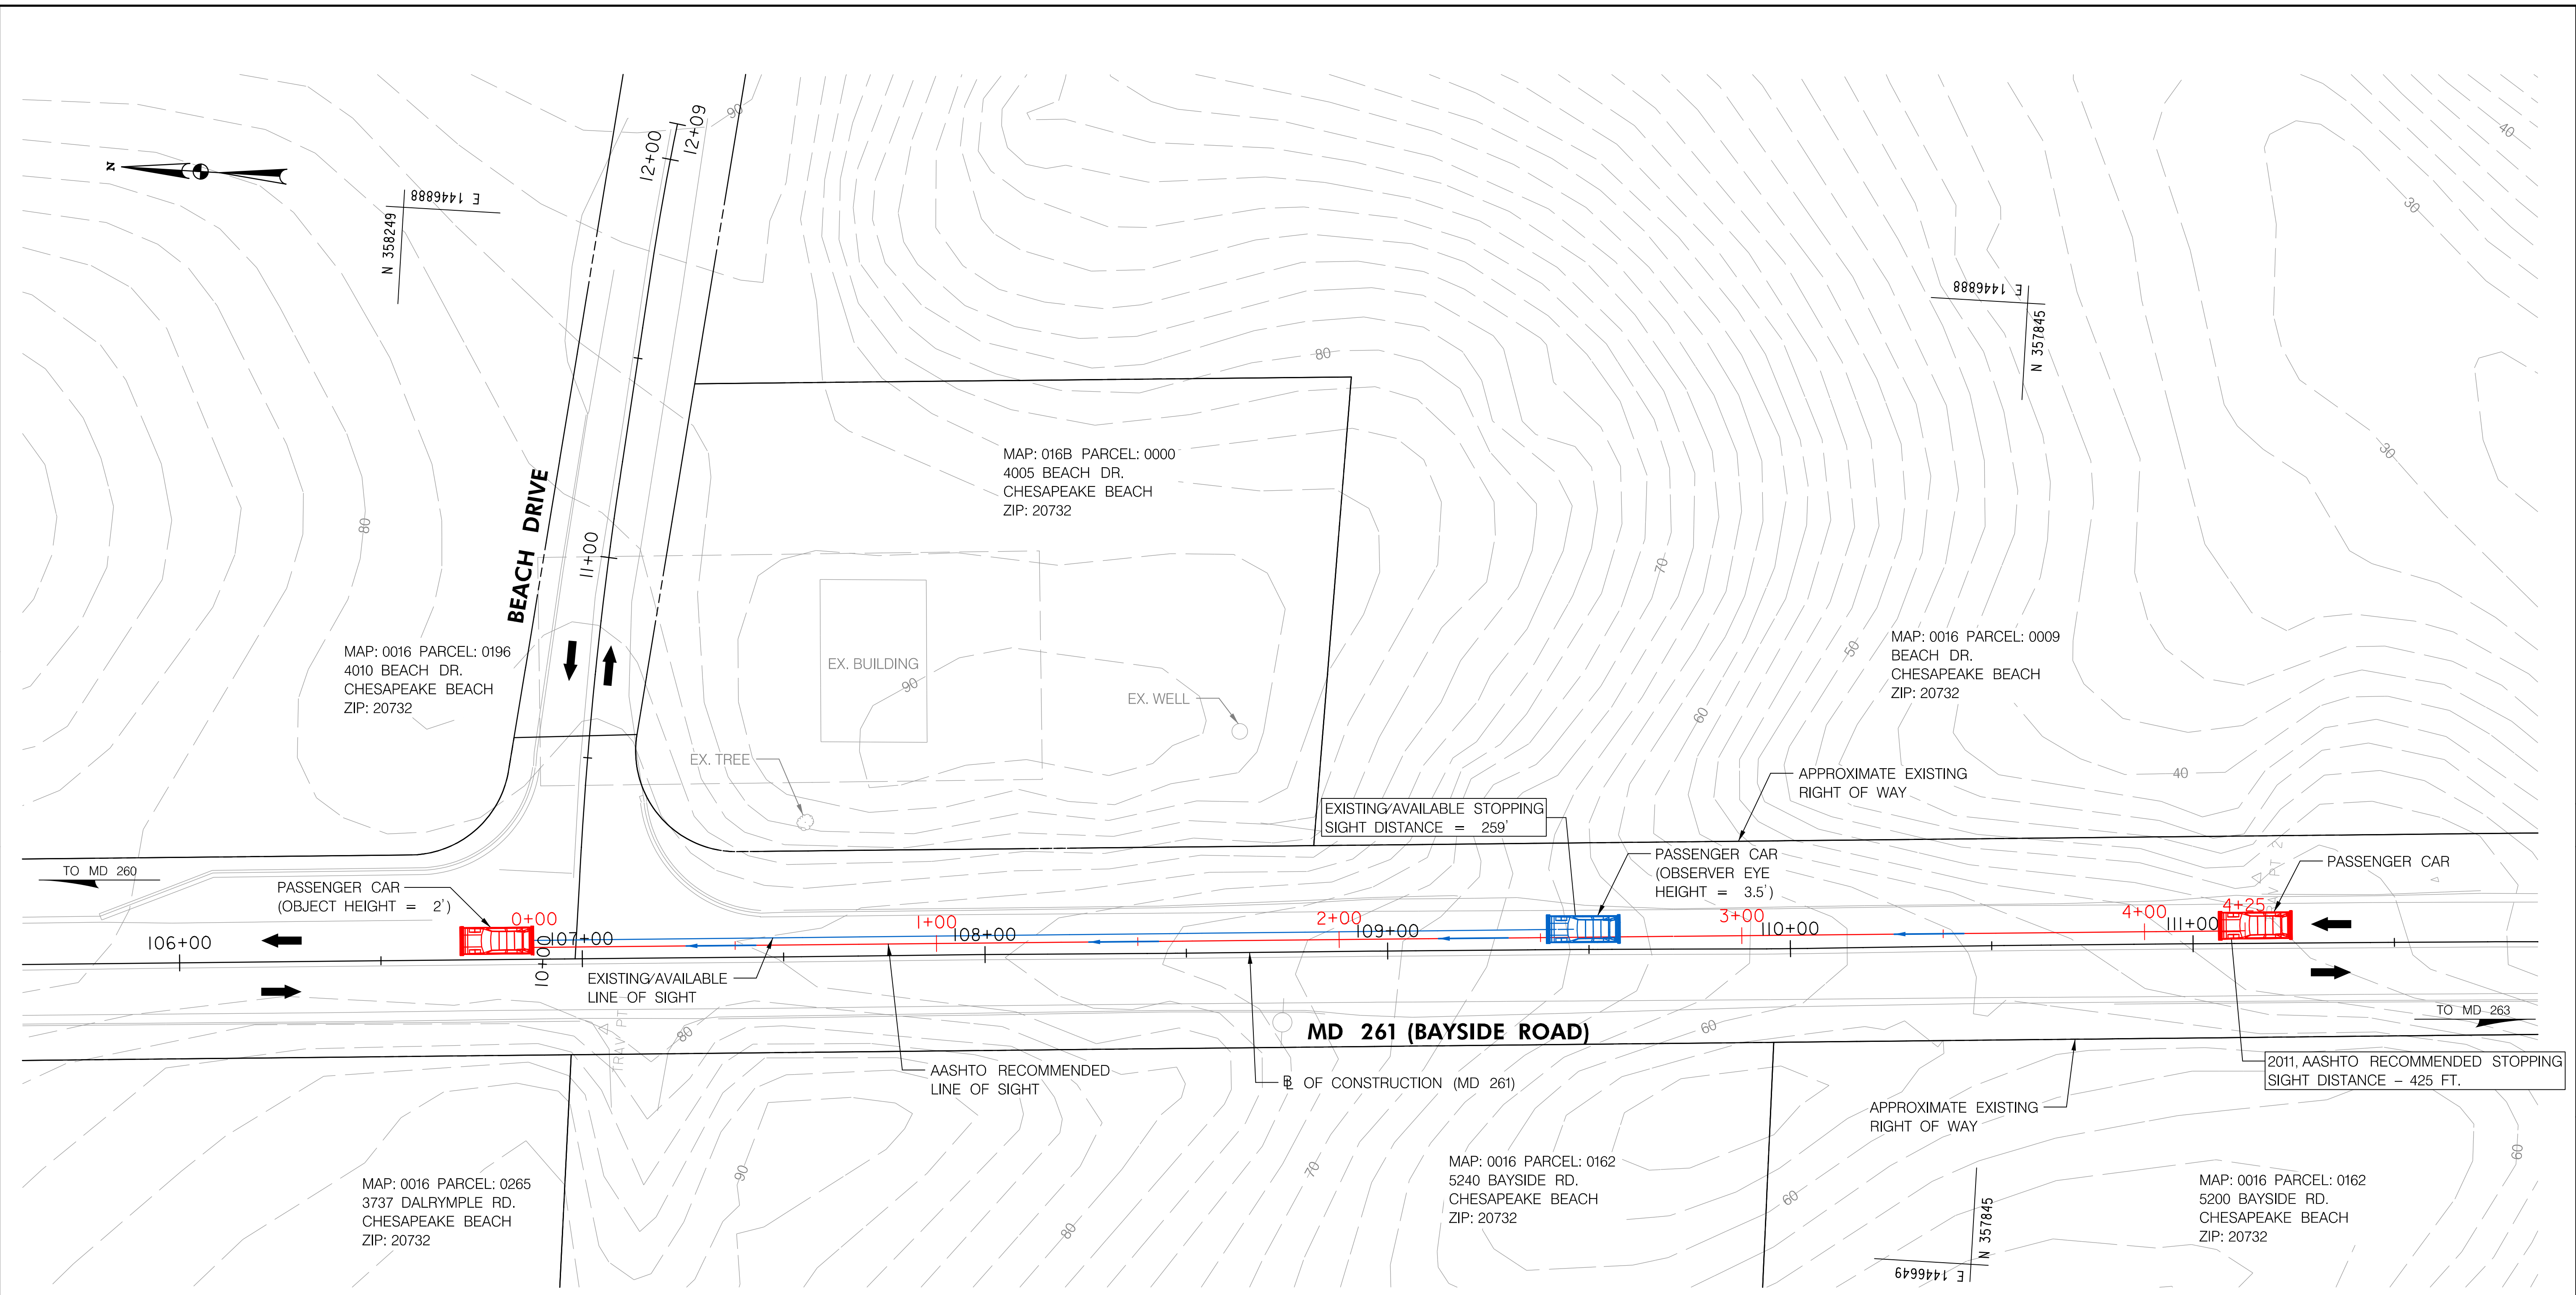 N
E 1446888
N 358249
12+00
12+09
90
E 1446888
N 357845
40
30
80
30
MAP: 016B PARCEL: 0000
4005 BEACH DR.
CHESAPEAKE BEACH
ZIP: 20732
BEACH DRIVE
80
11+00
70
50
60
MAP: 0016 PARCEL: 0196
4010 BEACH DR.
CHESAPEAKE BEACH
ZIP: 20732
EX. BUILDING
90
EX. WELL
EX. TREE
MAP: 0016 PARCEL: 0009
BEACH DR.
CHESAPEAKE BEACH
ZIP: 20732
40
APPROXIMATE EXISTING
RIGHT OF WAY
EXISTING/AVAILABLE STOPPING
SIGHT DISTANCE = 259'
TO MD 260
PASSENGER CAR
(OBJECT HEIGHT = 2')
PASSENGER CAR
(OBSERVER EYE
HEIGHT = 3.5')
PASSENGER CAR
0+00
1+00
2+00
3+00
4+00
4+25
106+00
107+00
108+00
109+00
110+00
111+00
10+00
EXISTING/AVAILABLE
LINE OF SIGHT
TRAV PT
80
MD 261 (BAYSIDE ROAD)
60
TO MD 263
AASHTO RECOMMENDED
LINE OF SIGHT
BL OF CONSTRUCTION (MD 261)
2011, AASHTO RECOMMENDED STOPPING
SIGHT DISTANCE - 425 FT.
APPROXIMATE EXISTING
RIGHT OF WAY
MAP: 0016 PARCEL: 0265
3737 DALRYMPLE RD.
CHESAPEAKE BEACH
ZIP: 20732
90
80
70
MAP: 0016 PARCEL: 0162
5240 BAYSIDE RD.
CHESAPEAKE BEACH
ZIP: 20732
60
N 357845
E 1446649
MAP: 0016 PARCEL: 0162
5200 BAYSIDE RD.
CHESAPEAKE BEACH
ZIP: 20732
60